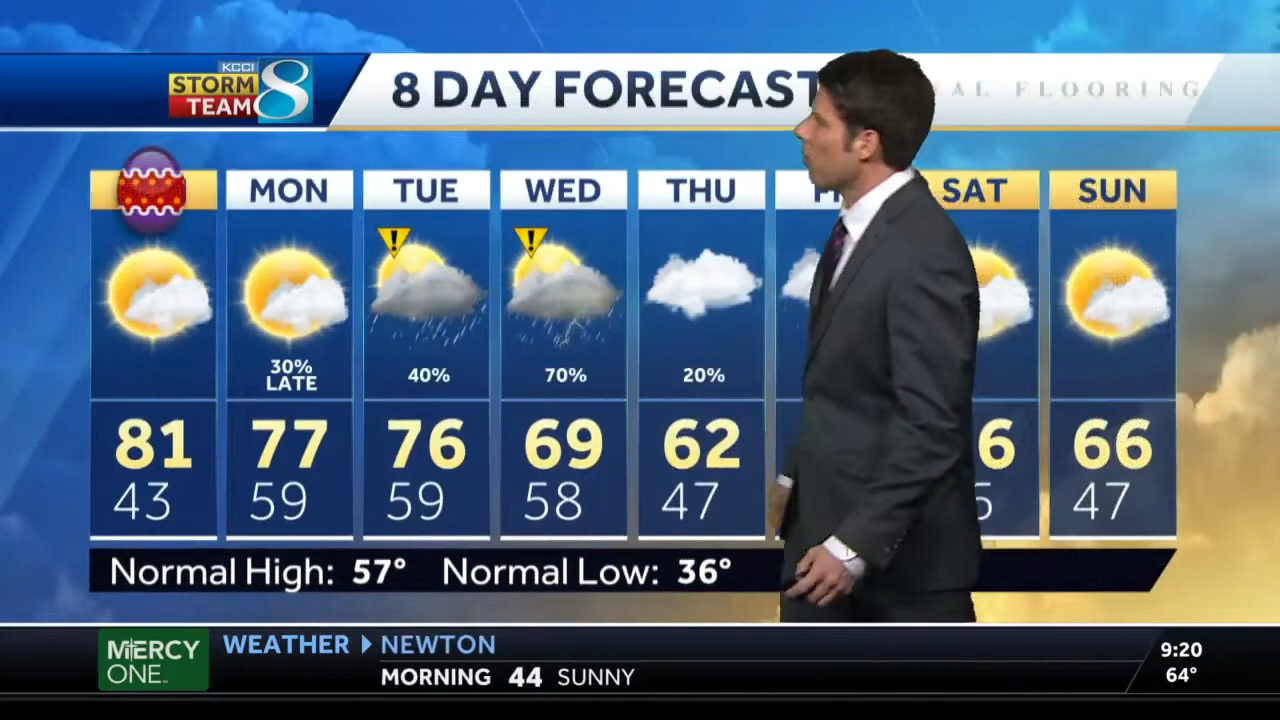 KCCI
STORM
TEAM 8
8 DAY FORECAST
FLOORING
MON TUE WED THU SAT SUN
! !
30% LATE 40% 70% 20%
81 77 76 69 62 66
43 59 59 58 47 47
Normal High: 57° Normal Low: 36°
MERCY
ONE
WEATHER NEWTON
MORNING 44 SUNNY
9:20
64°